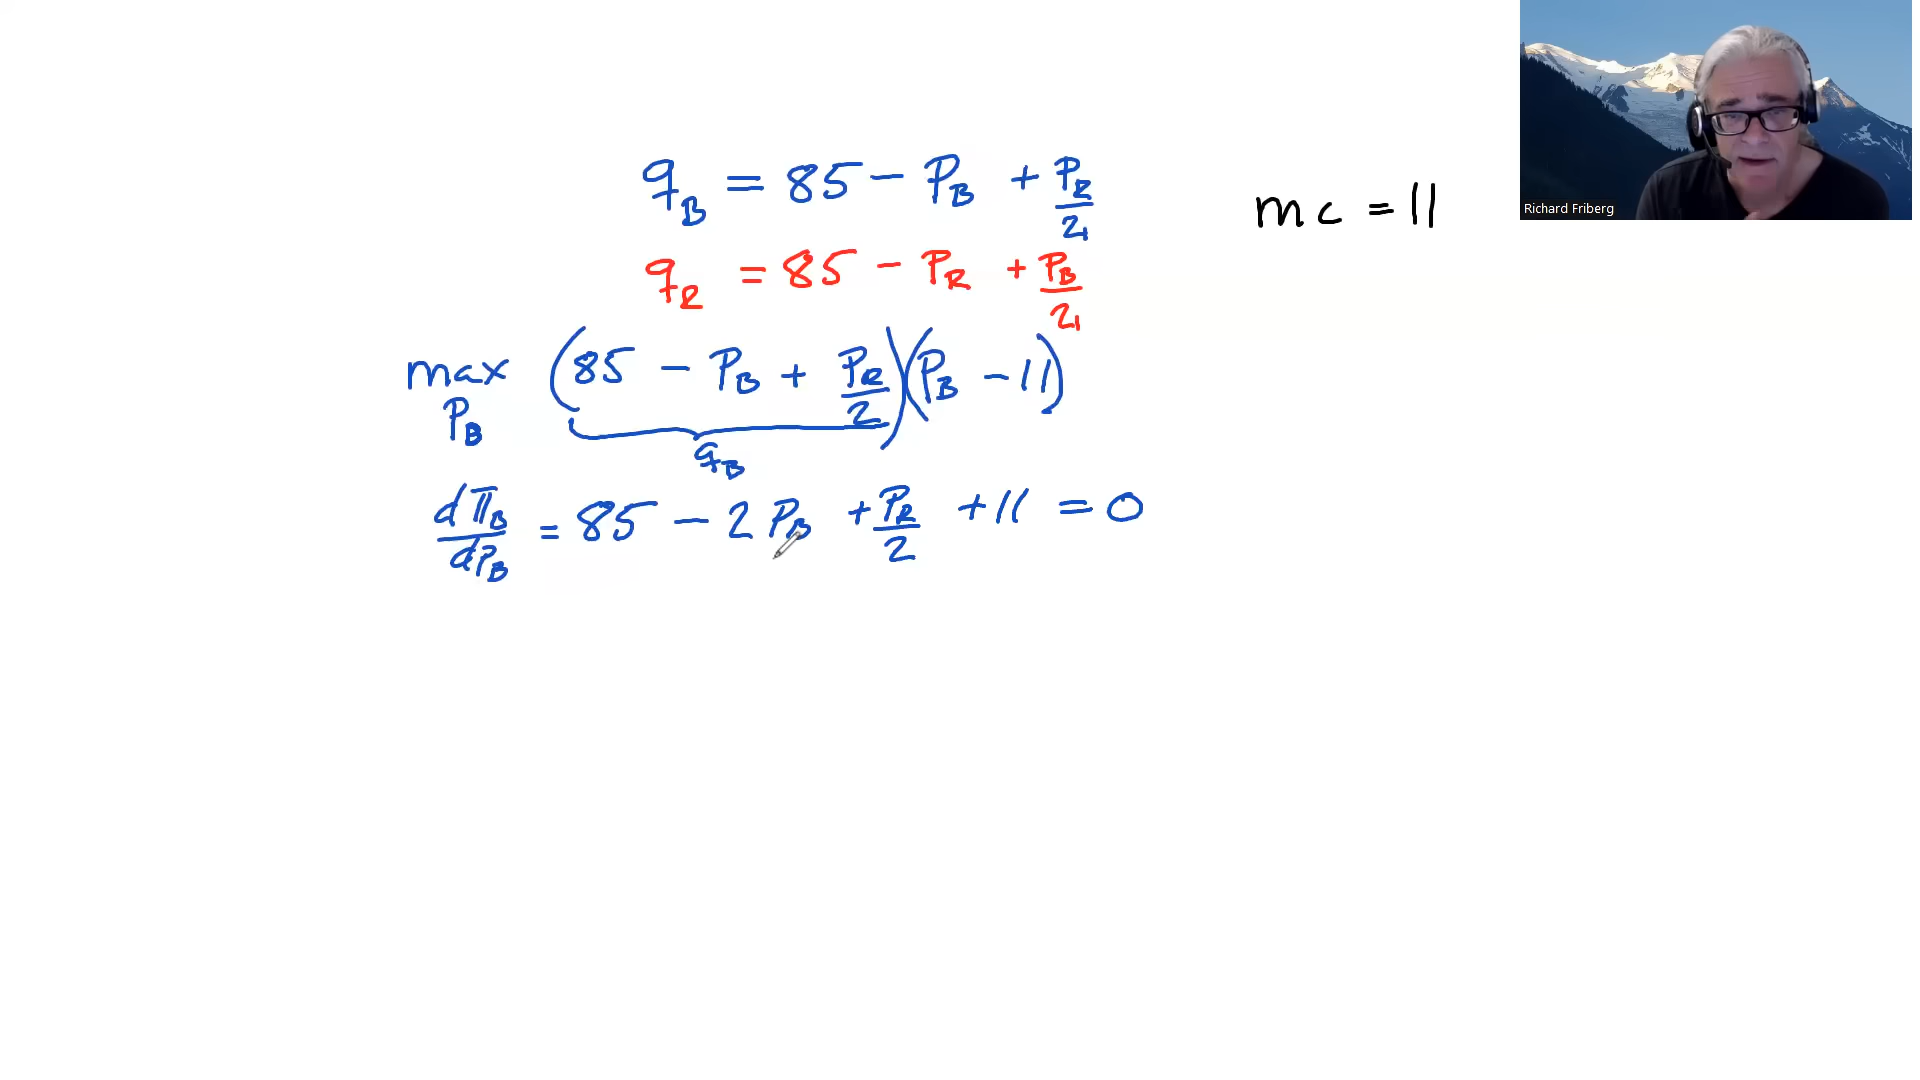 q_B = 85 - P_B + P_R/2
mc = 11
Richard Friberg
q_R = 85 - P_R + P_B/2
max P_B (85 - P_B + P_R/2)(P_B - 11)
q_B
dπ_B/dP_B = 85 - 2P_B + P_R/2 + 11 = 0